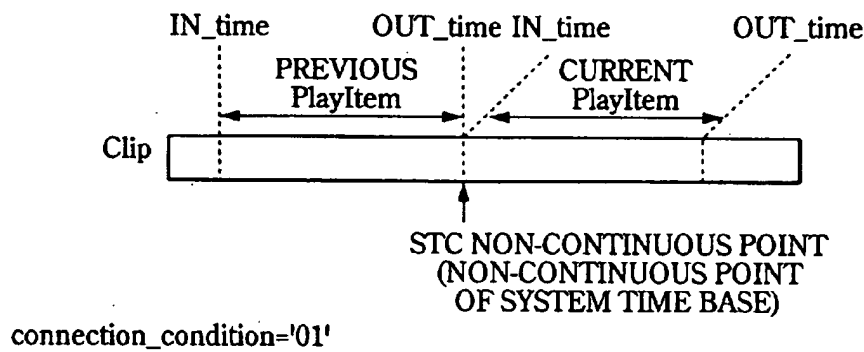 IN_time OUT_time IN_time OUT_time
PREVIOUS
PlayItem
CURRENT
PlayItem
Clip
STC NON-CONTINUOUS POINT
(NON-CONTINUOUS POINT
OF SYSTEM TIME BASE)
connection_condition='01'